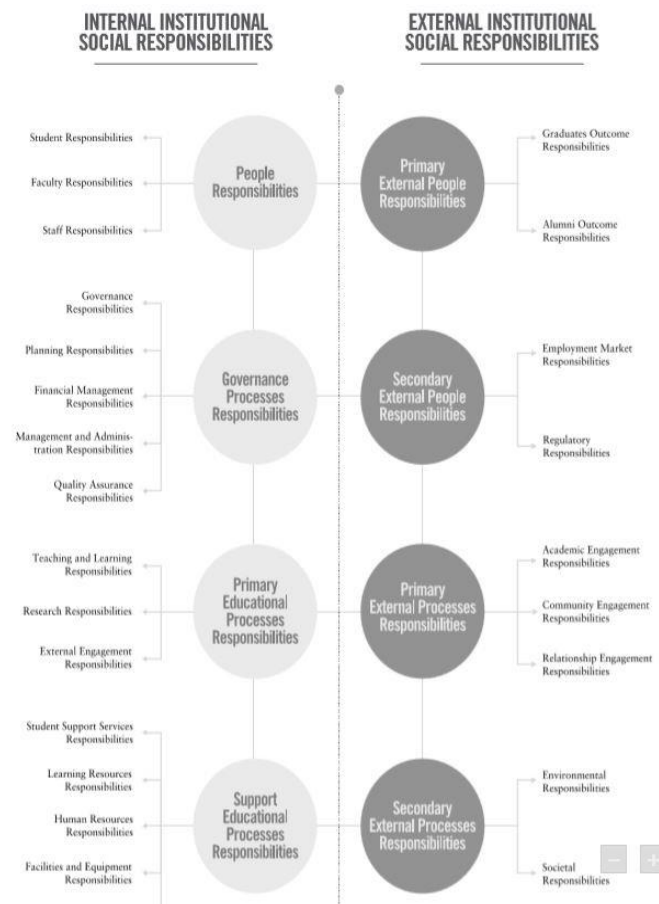 INTERNAL INSTITUTIONAL
SOCIAL RESPONSIBILITIES
EXTERNAL INSTITUTIONAL
SOCIAL RESPONSIBILITIES
Student Responsibilities
Faculty Responsibilities
Staff Responsibilities
People
Responsibilities
Primary
External People
Responsibilities
Graduates Outcome
Responsibilities
Alumni Outcome
Responsibilities
Governance
Responsibilities
Planning Responsibilities
Financial Management
Responsibilities
Management and Adminis-
tration Responsibilities
Quality Assurance
Responsibilities
Governance
Processes
Responsibilities
Secondary
External People
Responsibilities
Employment Market
Responsibilities
Regulatory
Responsibilities
Teaching and Learning
Responsibilities
Research Responsibilities
External Engagement
Responsibilities
Primary
Educational
Processes
Responsibilities
Primary
External Processes
Responsibilities
Academic Engagement
Responsibilities
Community Engagement
Responsibilities
Relationship Engagement
Responsibilities
Student Support Services
Responsibilities
Learning Resources
Responsibilities
Human Resources
Responsibilities
Facilities and Equipment
Responsibilities
Support
Educational
Processes
Responsibilities
Secondary
External Processes
Responsibilities
Environmental
Responsibilities
Societal
Responsibilities